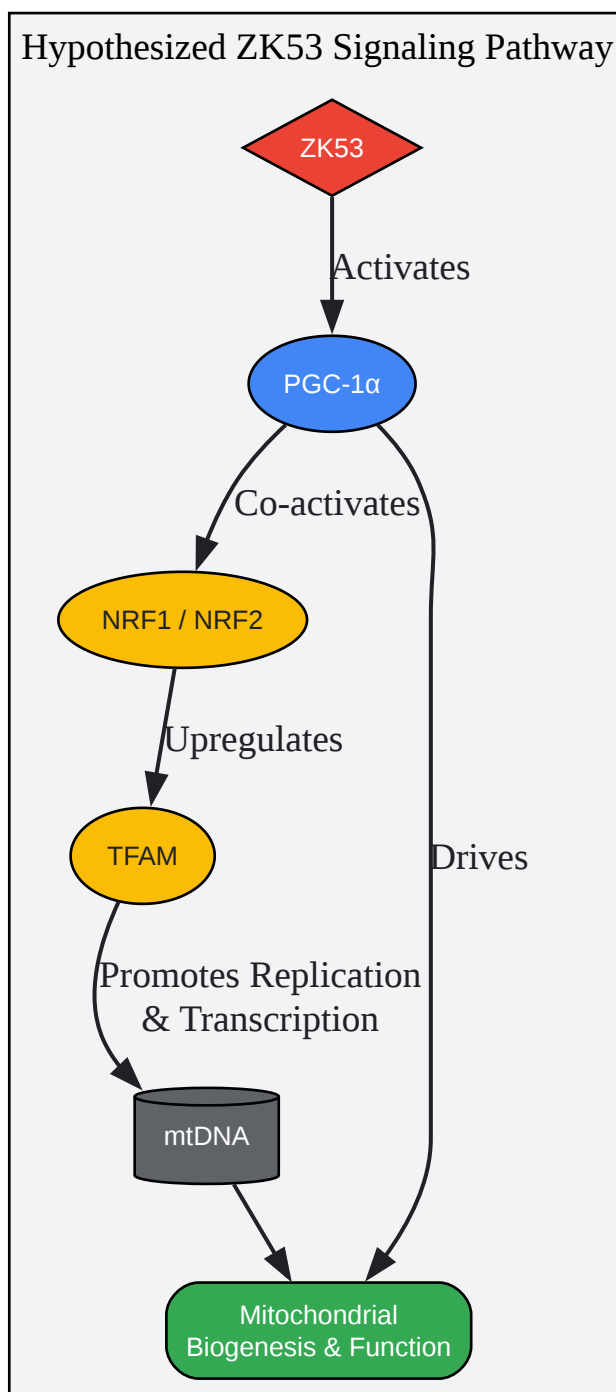 Hypothesized ZK53 Signaling Pathway
ZK53
Activates
PGC-1α
Co-activates
NRF1 / NRF2
Upregulates
TFAM
Drives
Promotes Replication
& Transcription
mtDNA
Mitochondrial
Biogenesis & Function